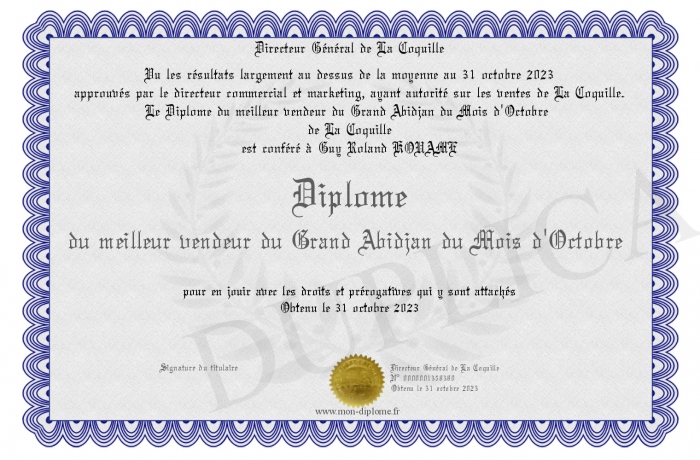 Directeur Général de La Coquille
Vu les résultats largement au dessus de la moyenne au 31 octobre 2023
approuvés par le directeur commercial et marketing, ayant autorité sur les ventes de La Coquille.
Le Diplome du meilleur vendeur du Grand Abidjan du Mois d'Octobre
de La Coquille
est conféré à Guy Roland KOUAME
Diplome
du meilleur vendeur du Grand Abidjan du Mois d'Octobre
pour en jouir avec les droits et prérogatives qui y sont attachés
Obtenu le 31 octobre 2023
DUPLICATA
Signature du titulaire
Directeur Général de La Coquille
N° 0000001358380
Obtenu le 31 octobre 2023
www.mon-diplome.fr